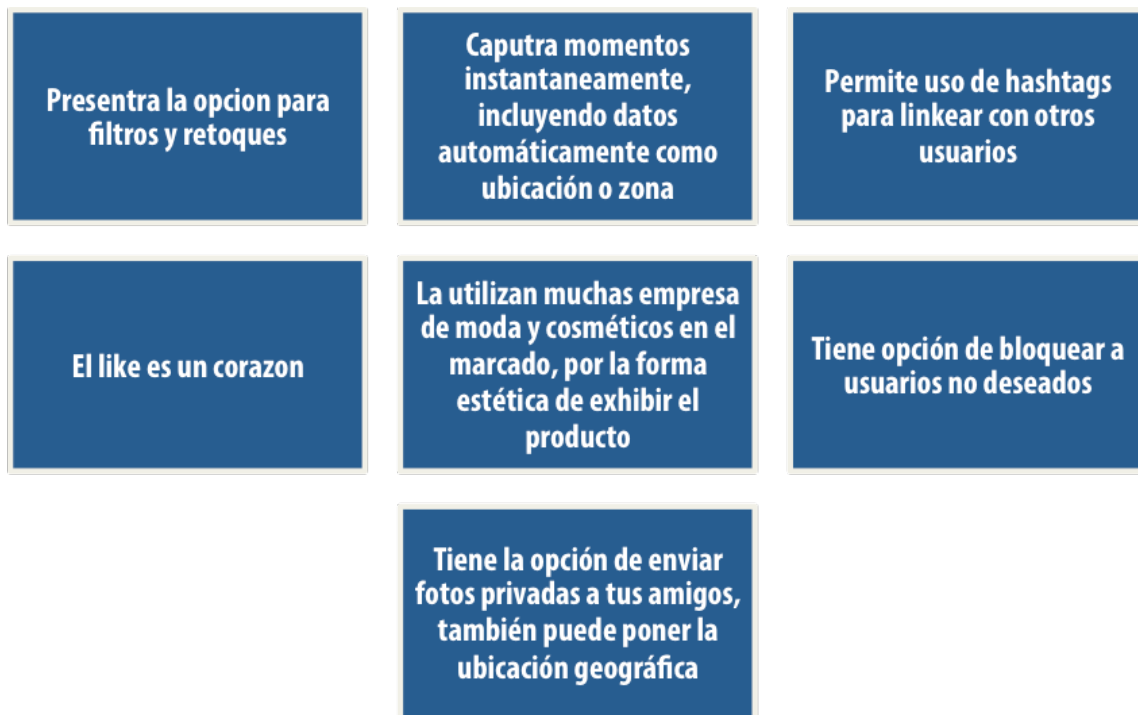 Presentra la opcion para
filtros y retoques
Caputra momentos
instantaneamente,
incluyendo datos
automáticamente como
ubicación o zona
Permite uso de hashtags
para linkear con otros
usuarios
El like es un corazon
La utilizan muchas empresa
de moda y cosméticos en el
marcado, por la forma
estética de exhibir el
producto
Tiene opción de bloquear a
usuarios no deseados
Tiene la opción de enviar
fotos privadas a tus amigos,
también puede poner la
ubicación geográfica